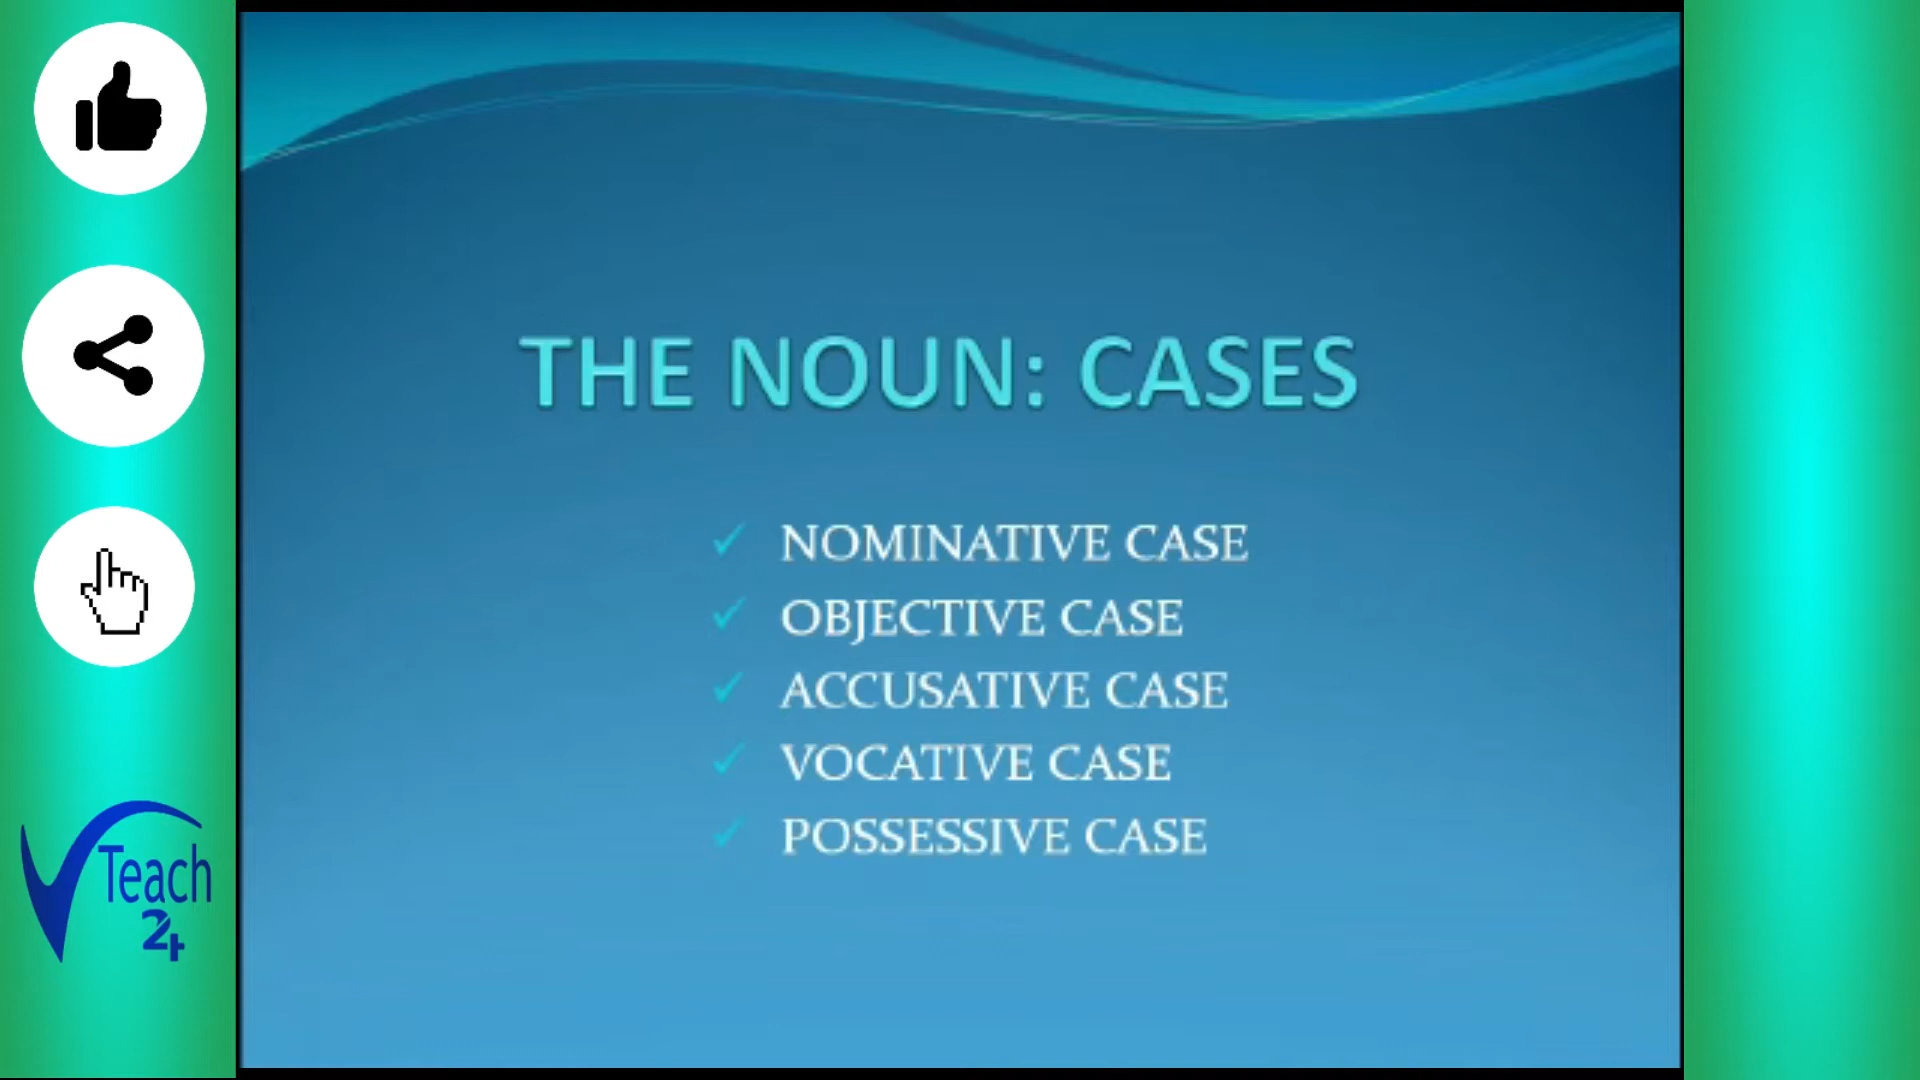 THE NOUN: CASES
NOMINATIVE CASE
OBJECTIVE CASE
ACCUSATIVE CASE
VOCATIVE CASE
POSSESSIVE CASE
Teach
24